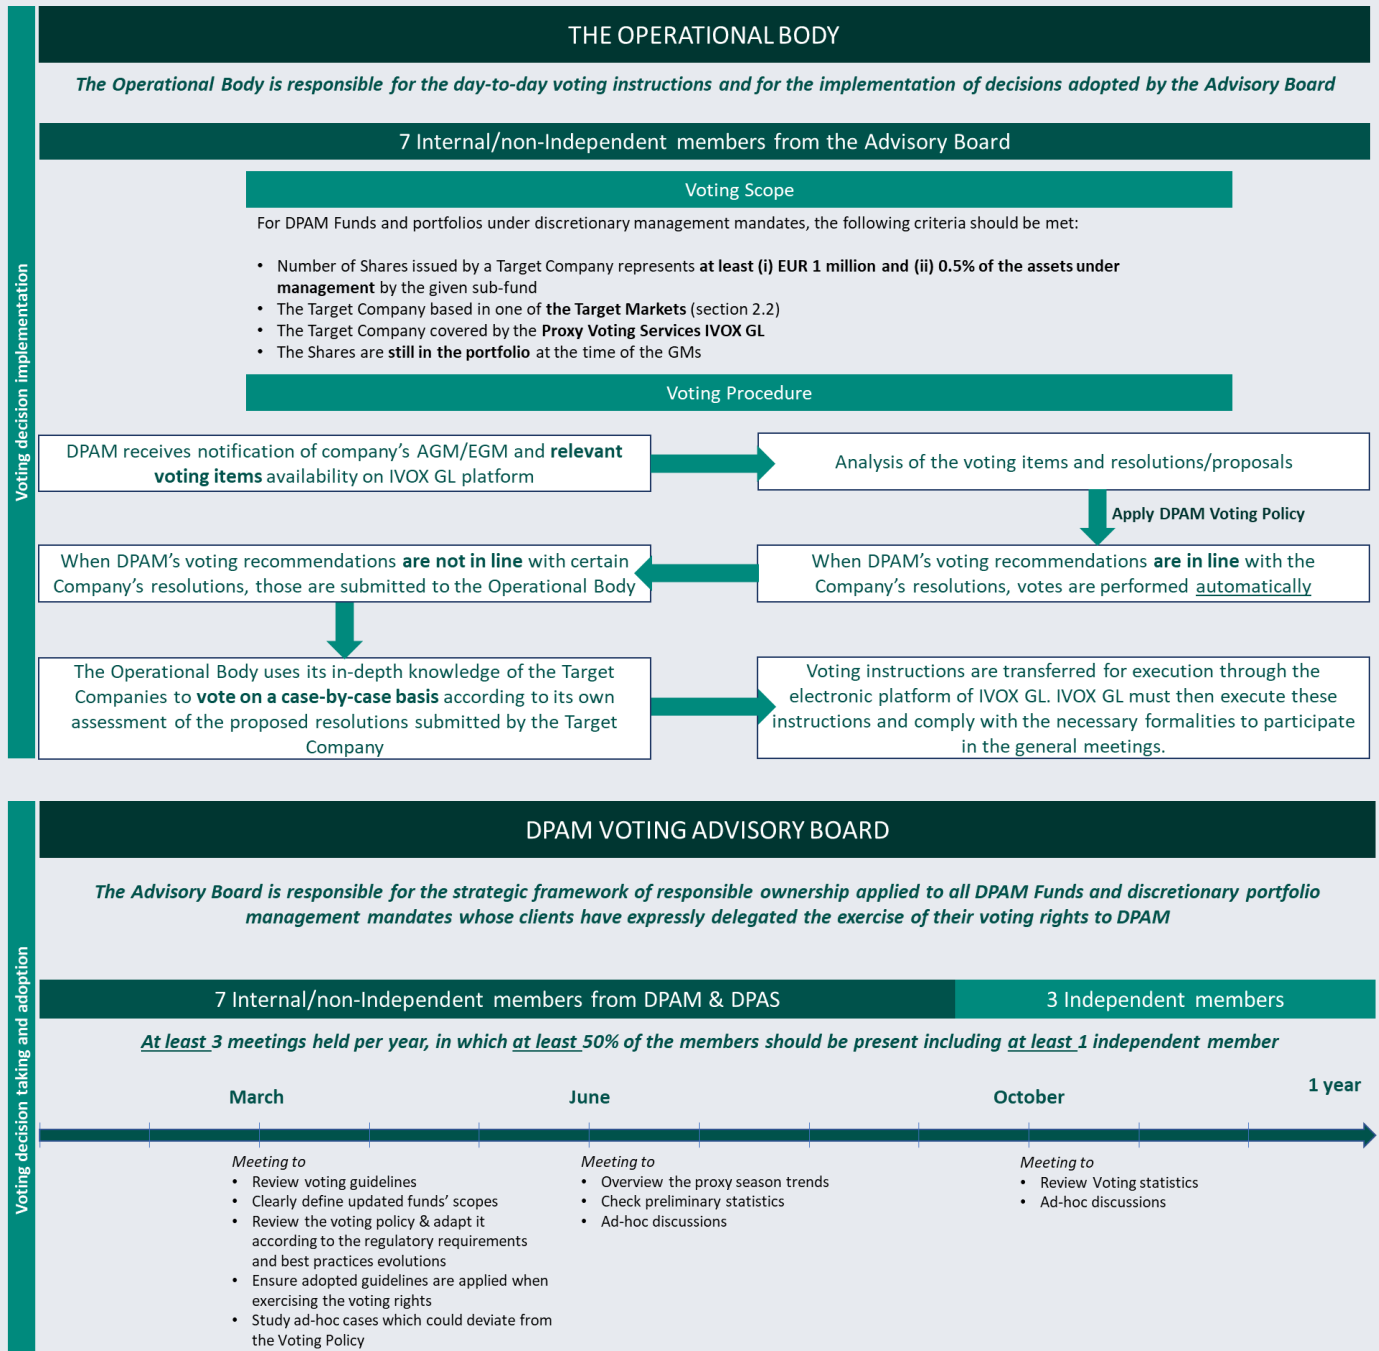 THE OPERATIONAL BODY
The Operational Body is responsible for the day-to-day voting instructions and for the implementation of decisions adopted by the Advisory Board
7 Internal/non-Independent members from the Advisory Board
Voting Scope
For DPAM Funds and portfolios under discretionary management mandates, the following criteria should be met:
• Number of Shares issued by a Target Company represents at least (i) EUR 1 million and (ii) 0.5% of the assets under
management by the given sub-fund
• The Target Company based in one of the Target Markets (section 2.2)
• The Target Company covered by the Proxy Voting Services IVOX GL
• The Shares are still in the portfolio at the time of the GMs
Voting Procedure
Voting decision implementation
DPAM receives notification of company's AGM/EGM and relevant
voting items availability on IVOX GL platform
Analysis of the voting items and resolutions/proposals
Apply DPAM Voting Policy
When DPAM's voting recommendations are in line with the
Company's resolutions, votes are performed automatically
When DPAM's voting recommendations are not in line with certain
Company's resolutions, those are submitted to the Operational Body
The Operational Body uses its in-depth knowledge of the Target
Companies to vote on a case-by-case basis according to its own
assessment of the proposed resolutions submitted by the Target
Company
Voting instructions are transferred for execution through the
electronic platform of IVOX GL. IVOX GL must then execute these
instructions and comply with the necessary formalities to participate
in the general meetings.
DPAM VOTING ADVISORY BOARD
The Advisory Board is responsible for the strategic framework of responsible ownership applied to all DPAM Funds and discretionary portfolio
management mandates whose clients have expressly delegated the exercise of their voting rights to DPAM
Voting decision taking and adoption
7 Internal/non-Independent members from DPAM & DPAS
3 Independent members
At least 3 meetings held per year, in which at least 50% of the members should be present including at least 1 independent member
March
June
October
1 year
Meeting to
• Review voting guidelines
• Clearly define updated funds' scopes
• Review the voting policy & adapt it
according to the regulatory requirements
and best practices evolutions
• Ensure adopted guidelines are applied when
exercising the voting rights
• Study ad-hoc cases which could deviate from
the Voting Policy
Meeting to
• Overview the proxy season trends
• Check preliminary statistics
• Ad-hoc discussions
Meeting to
• Review Voting statistics
• Ad-hoc discussions